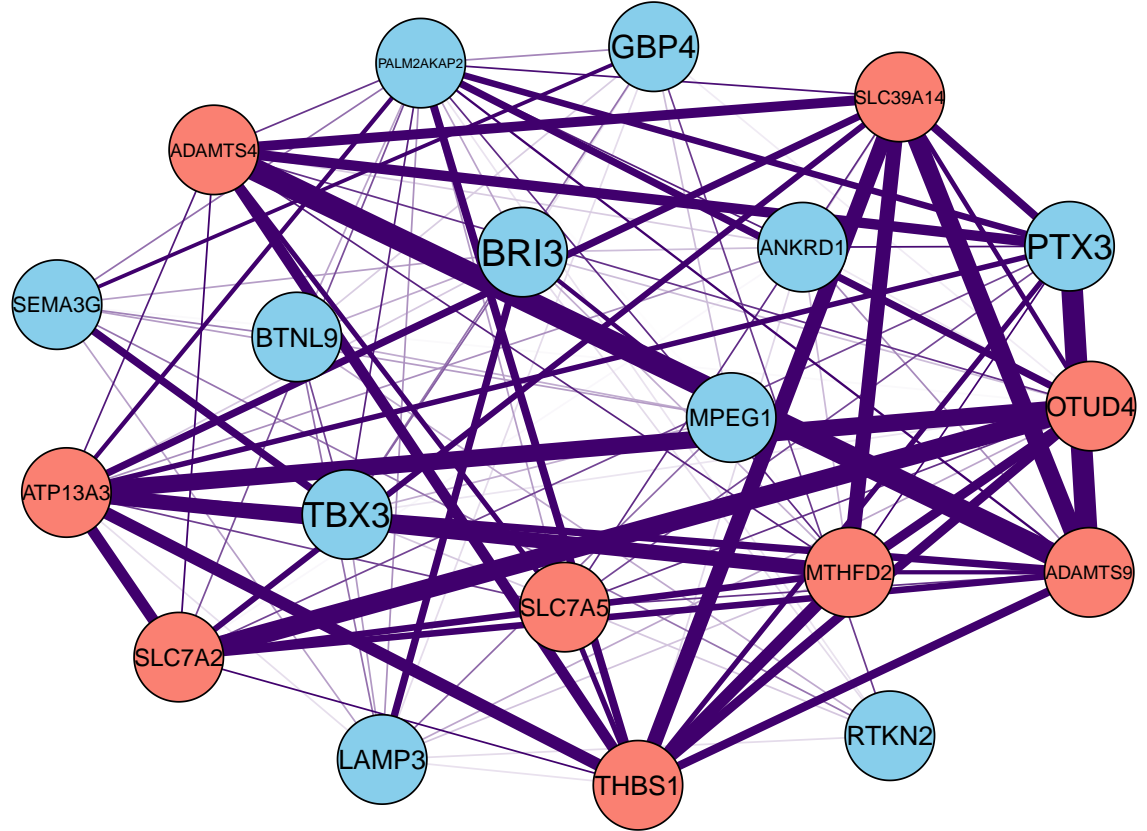 GBP4
PALM2AKAP2
SLC39A14
ADAMTS4
BRI3
ANKRD1
PTX3
SEMA3G
BTNL9
OTUD4
MPEG1
ATP13A3
TBX3
MTHFD2
ADAMTS9
SLC7A5
SLC7A2
RTKN2
LAMP3
THBS1